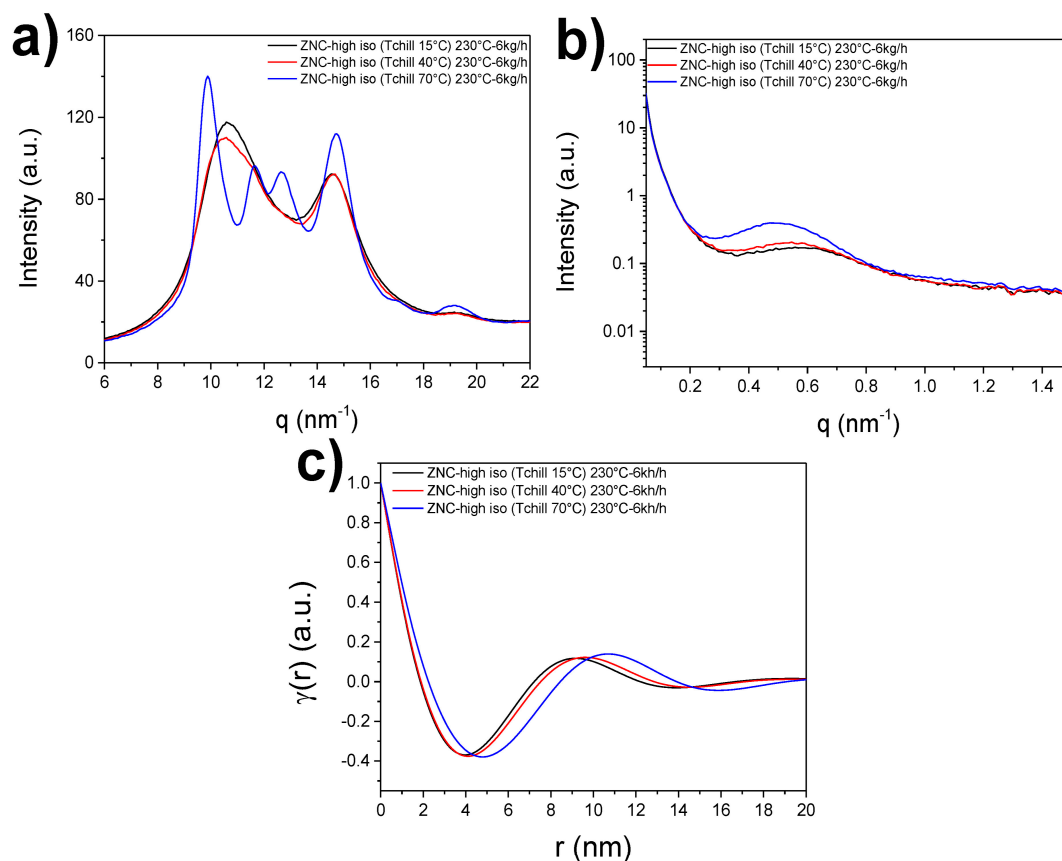 a)
ZNC-high iso (Tchill 15°C) 230°C-6kg/h
ZNC-high iso (Tchill 40°C) 230°C-6kg/h
ZNC-high iso (Tchill 70°C) 230°C-6kg/h
160
120
80
40
0
Intensity (a.u.)
6 8 10 12 14 16 18 20 22
q (nm⁻¹)
b)
ZNC-high iso (Tchill 15°C) 230°C-6kg/h
ZNC-high iso (Tchill 40°C) 230°C-6kg/h
ZNC-high iso (Tchill 70°C) 230°C-6kg/h
100
10
1
0.1
0.01
Intensity (a.u.)
0.2 0.4 0.6 0.8 1.0 1.2 1.4
q (nm⁻¹)
c)
ZNC-high iso (Tchill 15°C) 230°C-6kh/h
ZNC-high iso (Tchill 40°C) 230°C-6kh/h
ZNC-high iso (Tchill 70°C) 230°C-6kh/h
1.0
0.8
0.6
0.4
0.2
0.0
-0.2
-0.4
γ(r) (a.u.)
0 2 4 6 8 10 12 14 16 18 20
r (nm)